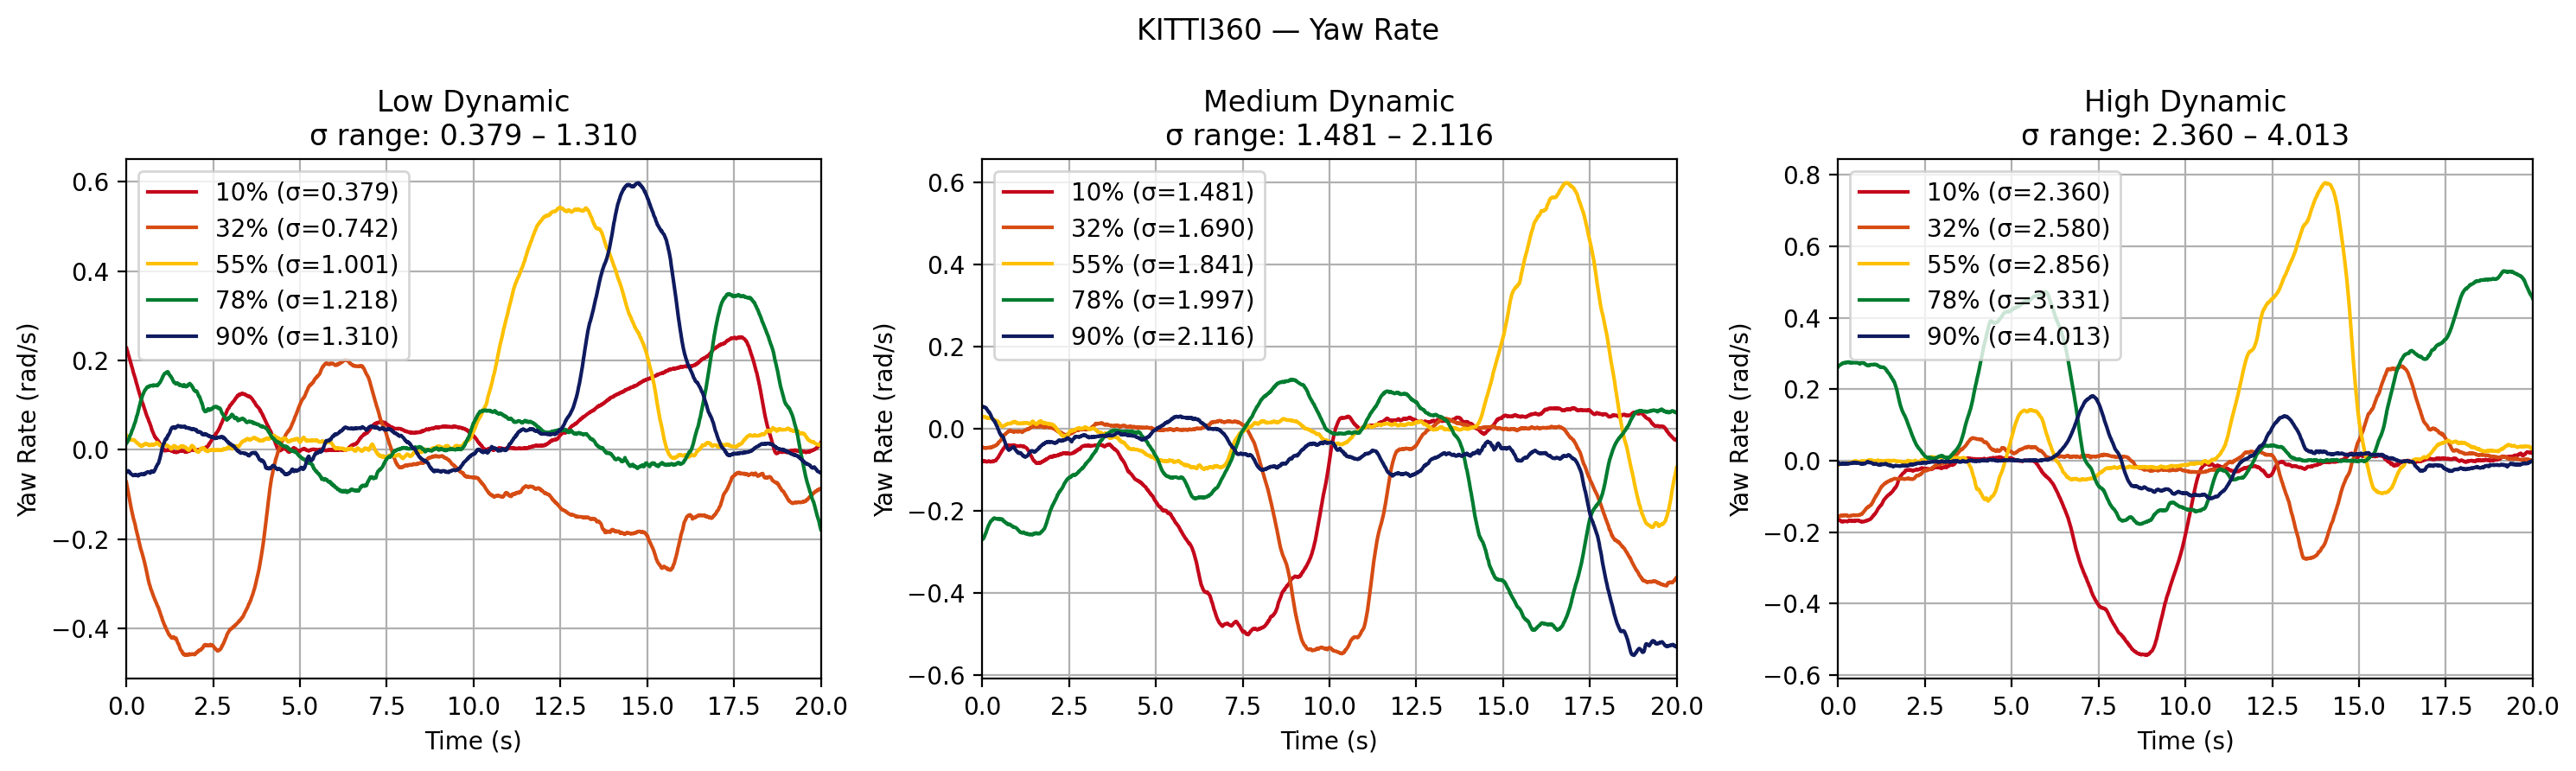 KITTI360 — Yaw Rate
Low Dynamic
σ range: 0.379 – 1.310
Yaw Rate (rad/s)
0.6
0.4
0.2
0.0
−0.2
−0.4
10% (σ=0.379)
32% (σ=0.742)
55% (σ=1.001)
78% (σ=1.218)
90% (σ=1.310)
0.0 2.5 5.0 7.5 10.0 12.5 15.0 17.5 20.0
Time (s)
Medium Dynamic
σ range: 1.481 – 2.116
Yaw Rate (rad/s)
0.6
0.4
0.2
0.0
−0.2
−0.4
−0.6
10% (σ=1.481)
32% (σ=1.690)
55% (σ=1.841)
78% (σ=1.997)
90% (σ=2.116)
0.0 2.5 5.0 7.5 10.0 12.5 15.0 17.5 20.0
Time (s)
High Dynamic
σ range: 2.360 – 4.013
Yaw Rate (rad/s)
0.8
0.6
0.4
0.2
0.0
−0.2
−0.4
−0.6
10% (σ=2.360)
32% (σ=2.580)
55% (σ=2.856)
78% (σ=3.331)
90% (σ=4.013)
0.0 2.5 5.0 7.5 10.0 12.5 15.0 17.5 20.0
Time (s)